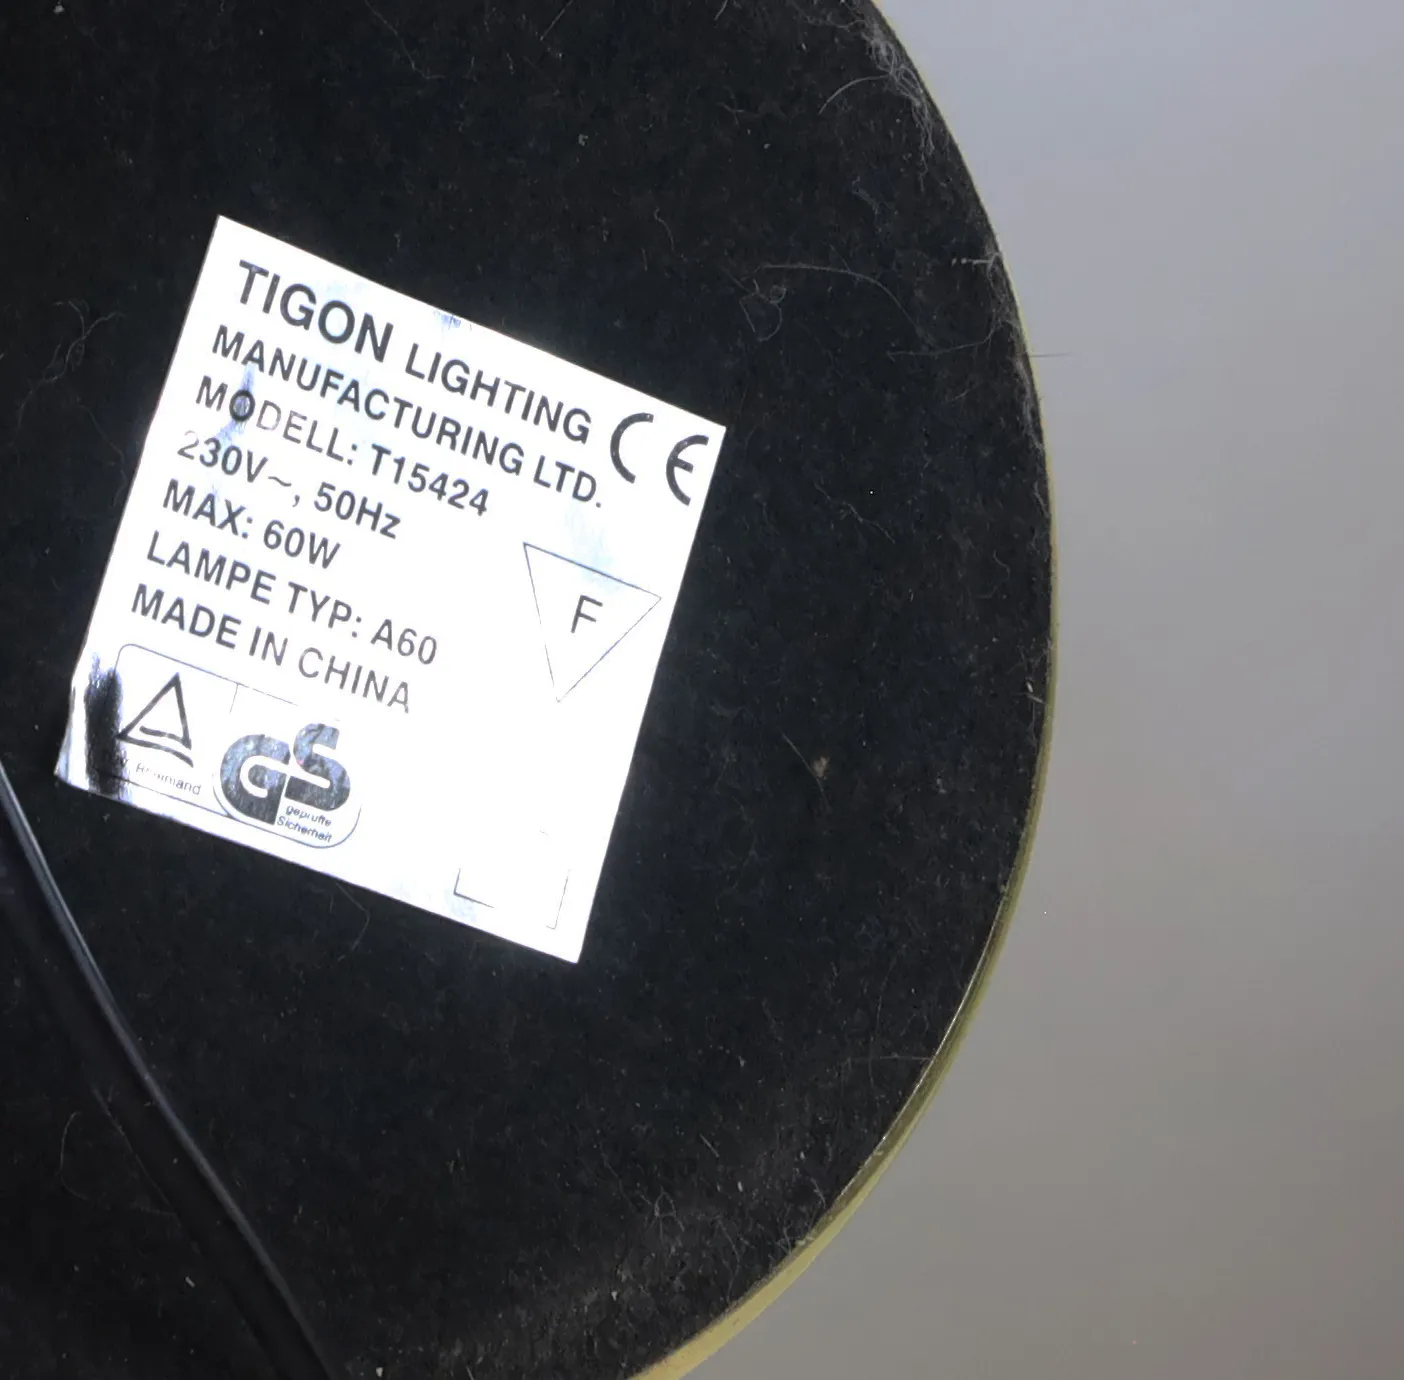 TIGON LIGHTING
MANUFACTURING LTD.
CE
MODELL: T15424
230V~, 50Hz
MAX: 60W
LAMPE TYP: A60
MADE IN CHINA
F
GS
geprüfte
Sicherheit